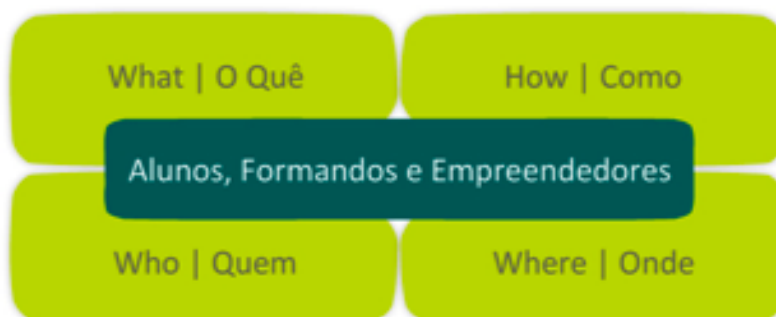 What | O Quê
How | Como
Alunos, Formandos e Empreendedores
Who | Quem
Where | Onde